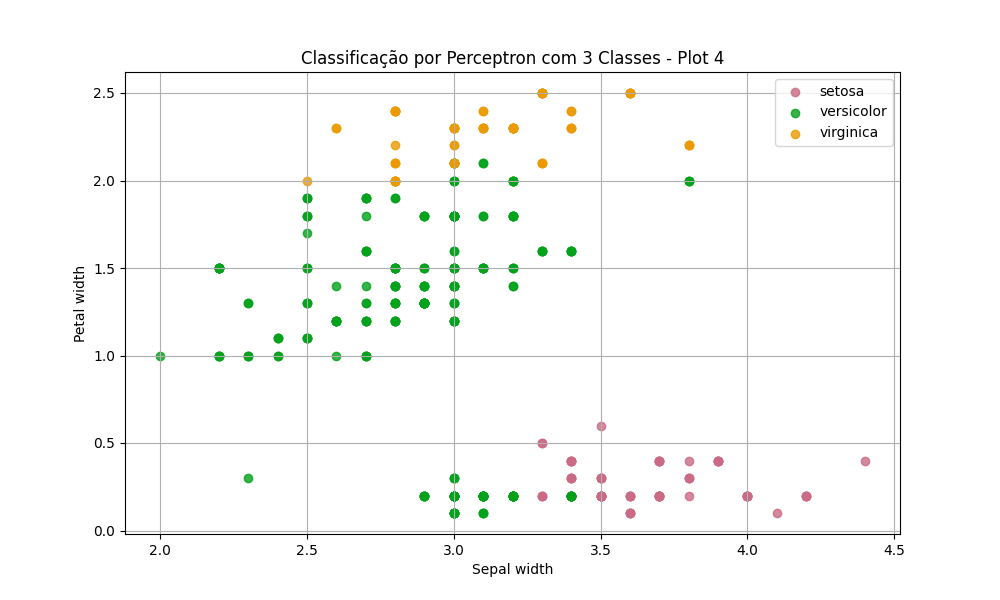 Classificação por Perceptron com 3 Classes - Plot 4
setosa
versicolor
virginica
Petal width
2.5
2.0
1.5
1.0
0.5
0.0
2.0 2.5 3.0 3.5 4.0 4.5
Sepal width